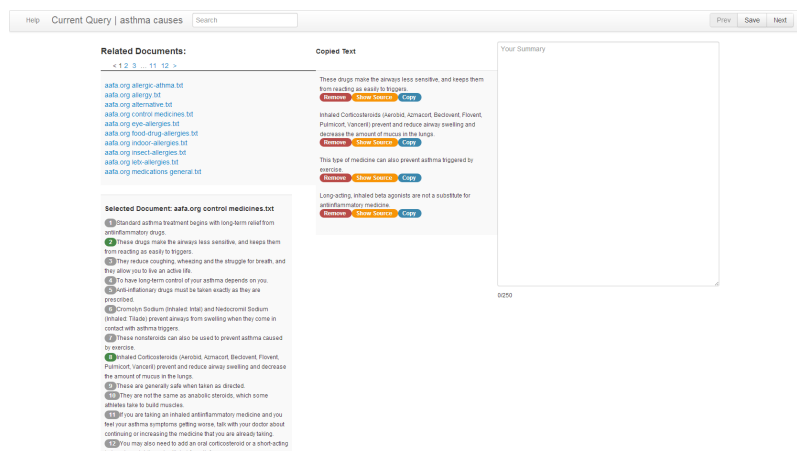 Help Current Query | asthma causes Search Prev Save Next
Related Documents:
< 1 2 3 ... 11 12 >
aafa.org allergic-athma.txt
aafa.org allergy.txt
aafa.org alternative.txt
aafa.org control medicines.txt
aafa.org eye-allergies.txt
aafa.org food-drug-allergies.txt
aafa.org indoor-allergies.txt
aafa.org insect-allergies.txt
aafa.org letx-allergies.txt
aafa.org medications general.txt
Selected Document: aafa.org control medicines.txt
1 Standard asthma treatment begins with long-term relief from
antiinflamatory drugs.
2 These drugs make the airways less sensitive, and keeps them
from reacting as easily to triggers.
3 They reduce coughing, wheezing and the struggle for breath, and
they allow you to live an active life.
4 To have long-term control of your asthma depends on you.
5 Anti-inflationary drugs must be taken exactly as they are
prescribed.
6 Cromolyn Sodium (Inhaled: Intal) and Nedocromil Sodium
(Inhaled: Tilade) prevent airways from swelling when they come in
contact with asthma triggers.
7 These nonsteroids can also be used to prevent asthma caused
by exercise.
8 Inhaled Corticosteroids (Aerobid, Azmacort, Beclovent, Flovent,
Pulmicort, Vanceril) prevent and reduce airway swelling and decrease
the amount of mucus in the lungs.
9 These are generally safe when taken as directed.
10 They are not the same as anabolic steroids, which some
athletes take to build muscles.
11 If you are taking an inhaled antiinflammatory medicine and you
feel your asthma symptoms getting worse, talk with your doctor about
continuing or increasing the medicine that you are already taking.
12 You may also need to add an oral corticosteroid or a short-acting
Copied Text
These drugs make the airways less sensitive, and keeps them
from reacting as easily to triggers.
Remove Show Source Copy
Inhaled Corticosteroids (Aerobid, Azmacort, Beclovent, Flovent,
Pulmicort, Vanceril) prevent and reduce airway swelling and
decrease the amount of mucus in the lungs.
Remove Show Source Copy
This type of medicine can also prevent asthma triggered by
exercise.
Remove Show Source Copy
Long-acting, inhaled beta agonists are not a substitute for
antiinflammatory medicine.
Remove Show Source Copy
Your Summary
0/250